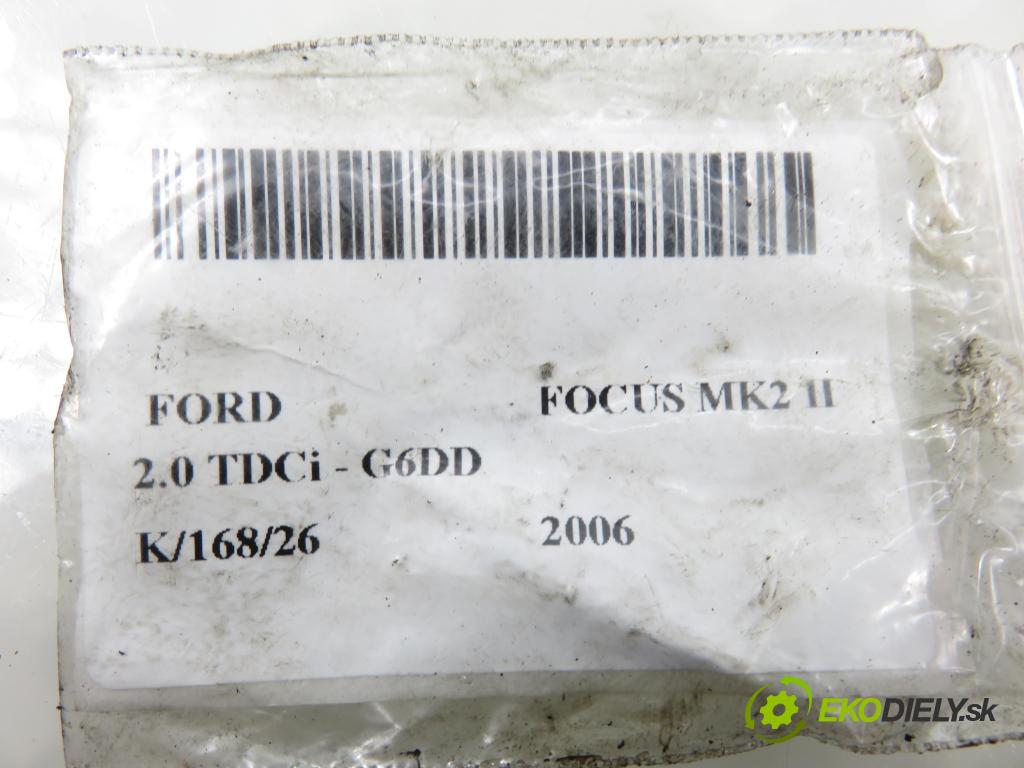 FORD FOCUS MK2 II
2.0 TDCi - G6DD
K/168/26 2006
EKODIELY.sk